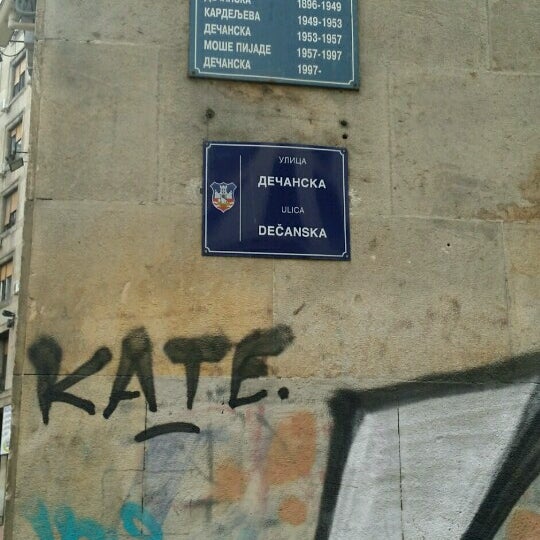 ДЕЧАНСКА 1896-1949
КАРДЕЉЕВА 1949-1953
ДЕЧАНСКА 1953-1957
МОШЕ ПИЈАДЕ 1957-1997
ДЕЧАНСКА 1997-
УЛИЦА
ДЕЧАНСКА
ULICA
DEČANSKA
KATE.